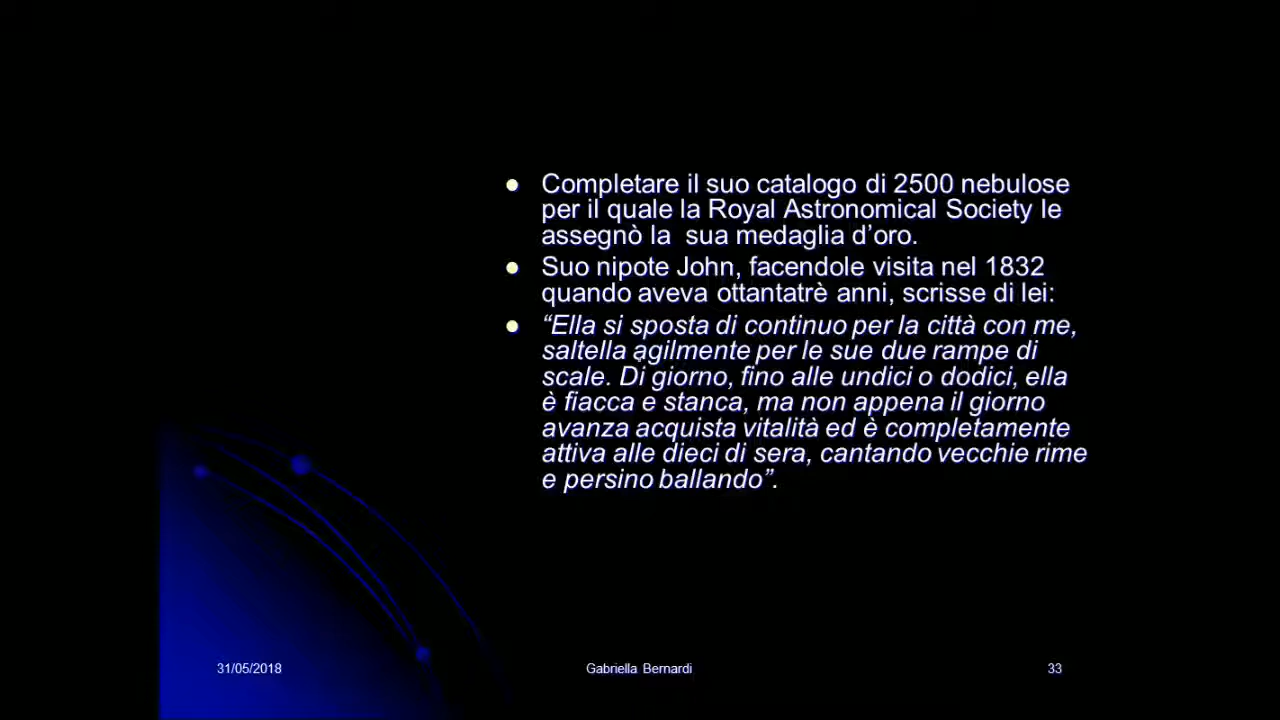 Completare il suo catalogo di 2500 nebulose
per il quale la Royal Astronomical Society le
assegnò la  sua medaglia d’oro.
Suo nipote John, facendole visita nel 1832
quando aveva ottantatrè anni, scrisse di lei:
“Ella si sposta di continuo per la città con me,
saltella agilmente per le sue due rampe di
scale. Di giorno, fino alle undici o dodici, ella
è fiacca e stanca, ma non appena il giorno
avanza acquista vitalità ed è completamente
attiva alle dieci di sera, cantando vecchie rime
e persino ballando”.
31/05/2018
Gabriella Bernardi
33